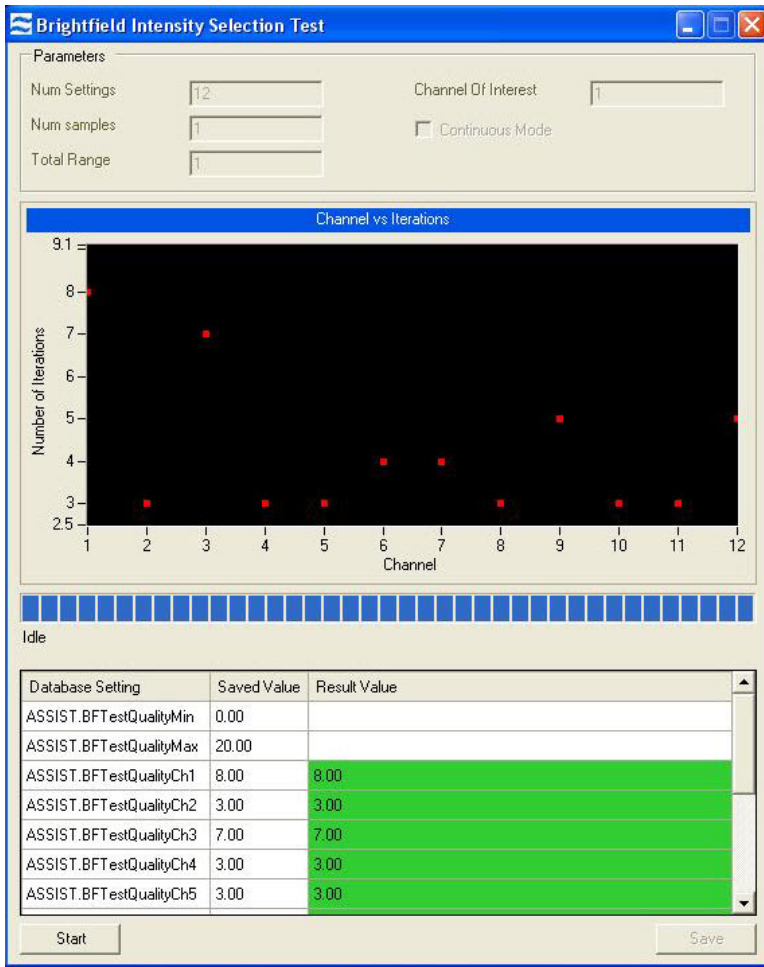 Brightfield Intensity Selection Test
Parameters
Num Settings 12 Channel Of Interest 1
Num samples 1 Continuous Mode
Total Range 1
Channel vs Iterations
Number of Iterations
9.1
8
7
6
5
4
3
2.5
1 2 3 4 5 6 7 8 9 10 11 12
Channel
Idle
Database Setting Saved Value Result Value
ASSIST.BFTestQualityMin 0.00
ASSIST.BFTestQualityMax 20.00
ASSIST.BFTestQualityCh1 8.00 8.00
ASSIST.BFTestQualityCh2 3.00 3.00
ASSIST.BFTestQualityCh3 7.00 7.00
ASSIST.BFTestQualityCh4 3.00 3.00
ASSIST.BFTestQualityCh5 3.00 3.00
Start Save